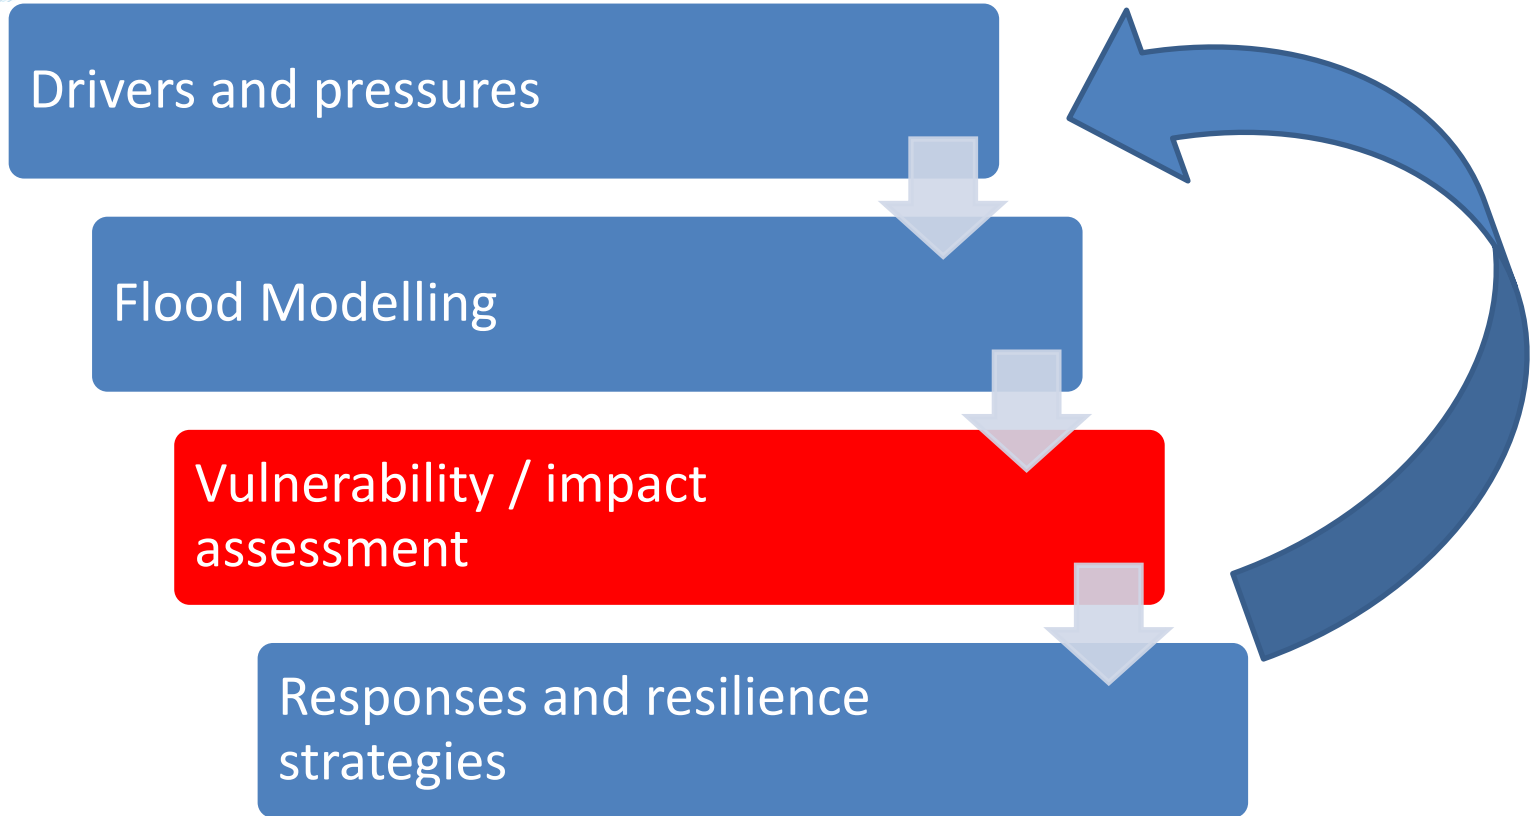 Drivers and pressures
Flood Modelling
Vulnerability / impact
assessment
Responses and resilience
strategies